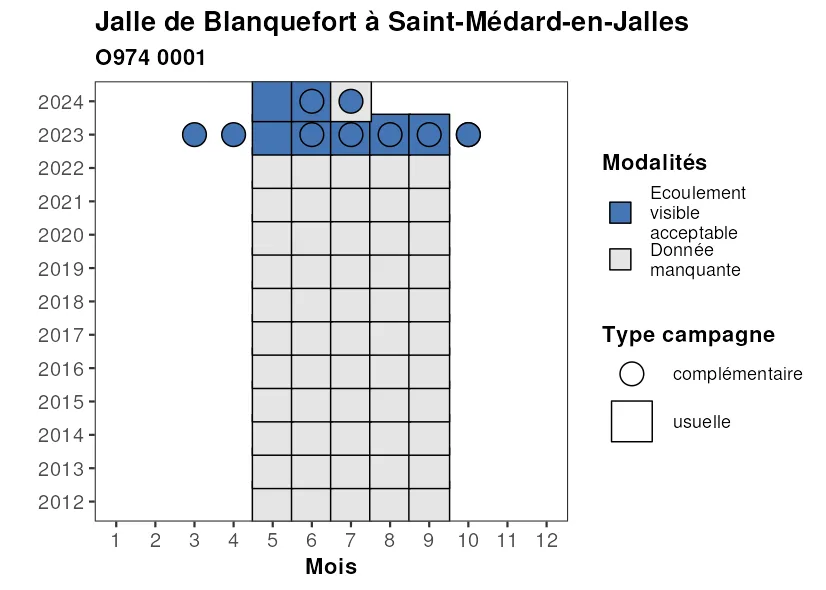 Jalle de Blanquefort à Saint-Médard-en-Jalles
O974 0001
2024
2023
2022
2021
2020
2019
2018
2017
2016
2015
2014
2013
2012
1 2 3 4 5 6 7 8 9 10 11 12
Mois
Modalités
Ecoulement
visible
acceptable
Donnée
manquante
Type campagne
complémentaire
usuelle